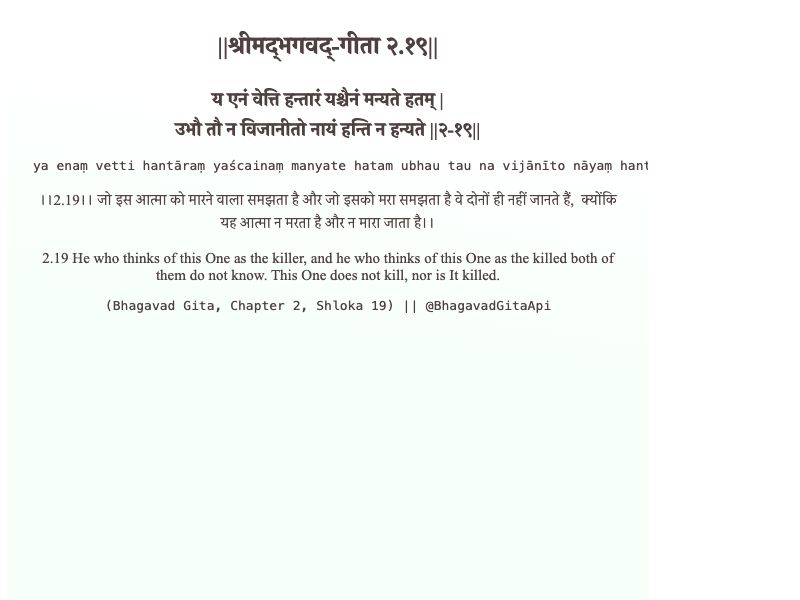 ||श्रीमद्‍भगवद्‍-गीता २.१९||
य एनं वेत्ति हन्तारं यश्चैनं मन्यते हतम् |
उभौ तौ न विजानीतो नायं हन्ति न हन्यते ||२-१९||
ya enaṃ vetti hantāraṃ yaścainaṃ manyate hatam ubhau tau na vijānīto nāyaṃ hant
।।2.19।। जो इस आत्मा को मारने वाला समझता है और जो इसको मरा समझता है वे दोनों ही नहीं जानते हैं, क्योंकि
यह आत्मा न मरता है और न मारा जाता है।।
2.19 He who thinks of this One as the killer, and he who thinks of this One as the killed both of
them do not know. This One does not kill, nor is It killed.
(Bhagavad Gita, Chapter 2, Shloka 19) || @BhagavadGitaApi